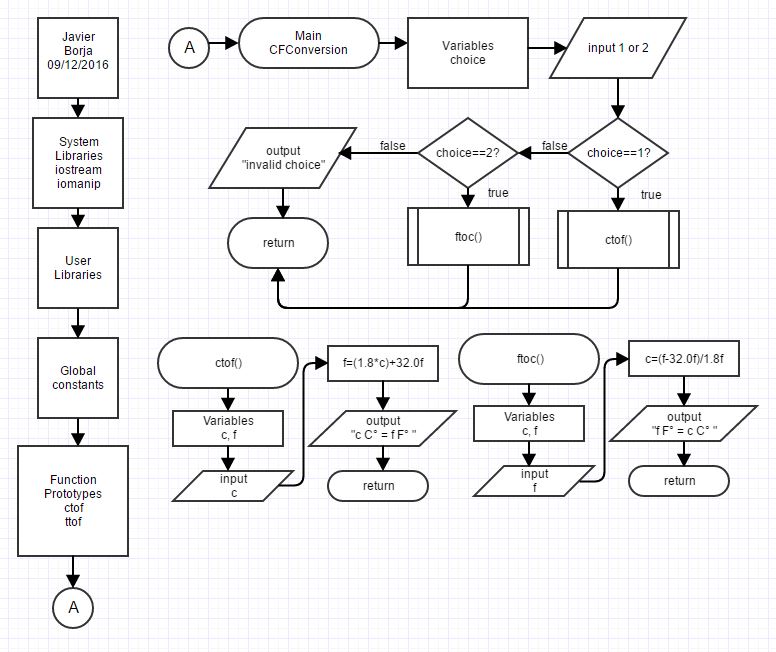 Javier
Borja
09/12/2016
System
Libraries
iostream
iomanip
User
Libraries
Global
constants
Function
Prototypes
ctof
ttof
A
A
Main
CFConversion
Variables
choice
input 1 or 2
choice==1?
false
true
choice==2?
false
true
output
"invalid choice"
return
ftoc()
ctof()
ctof()
Variables
c, f
input
c
f=(1.8*c)+32.0f
output
"c C° = f F° "
return
ftoc()
Variables
c, f
input
f
c=(f-32.0f)/1.8f
output
"f F° = c C° "
return